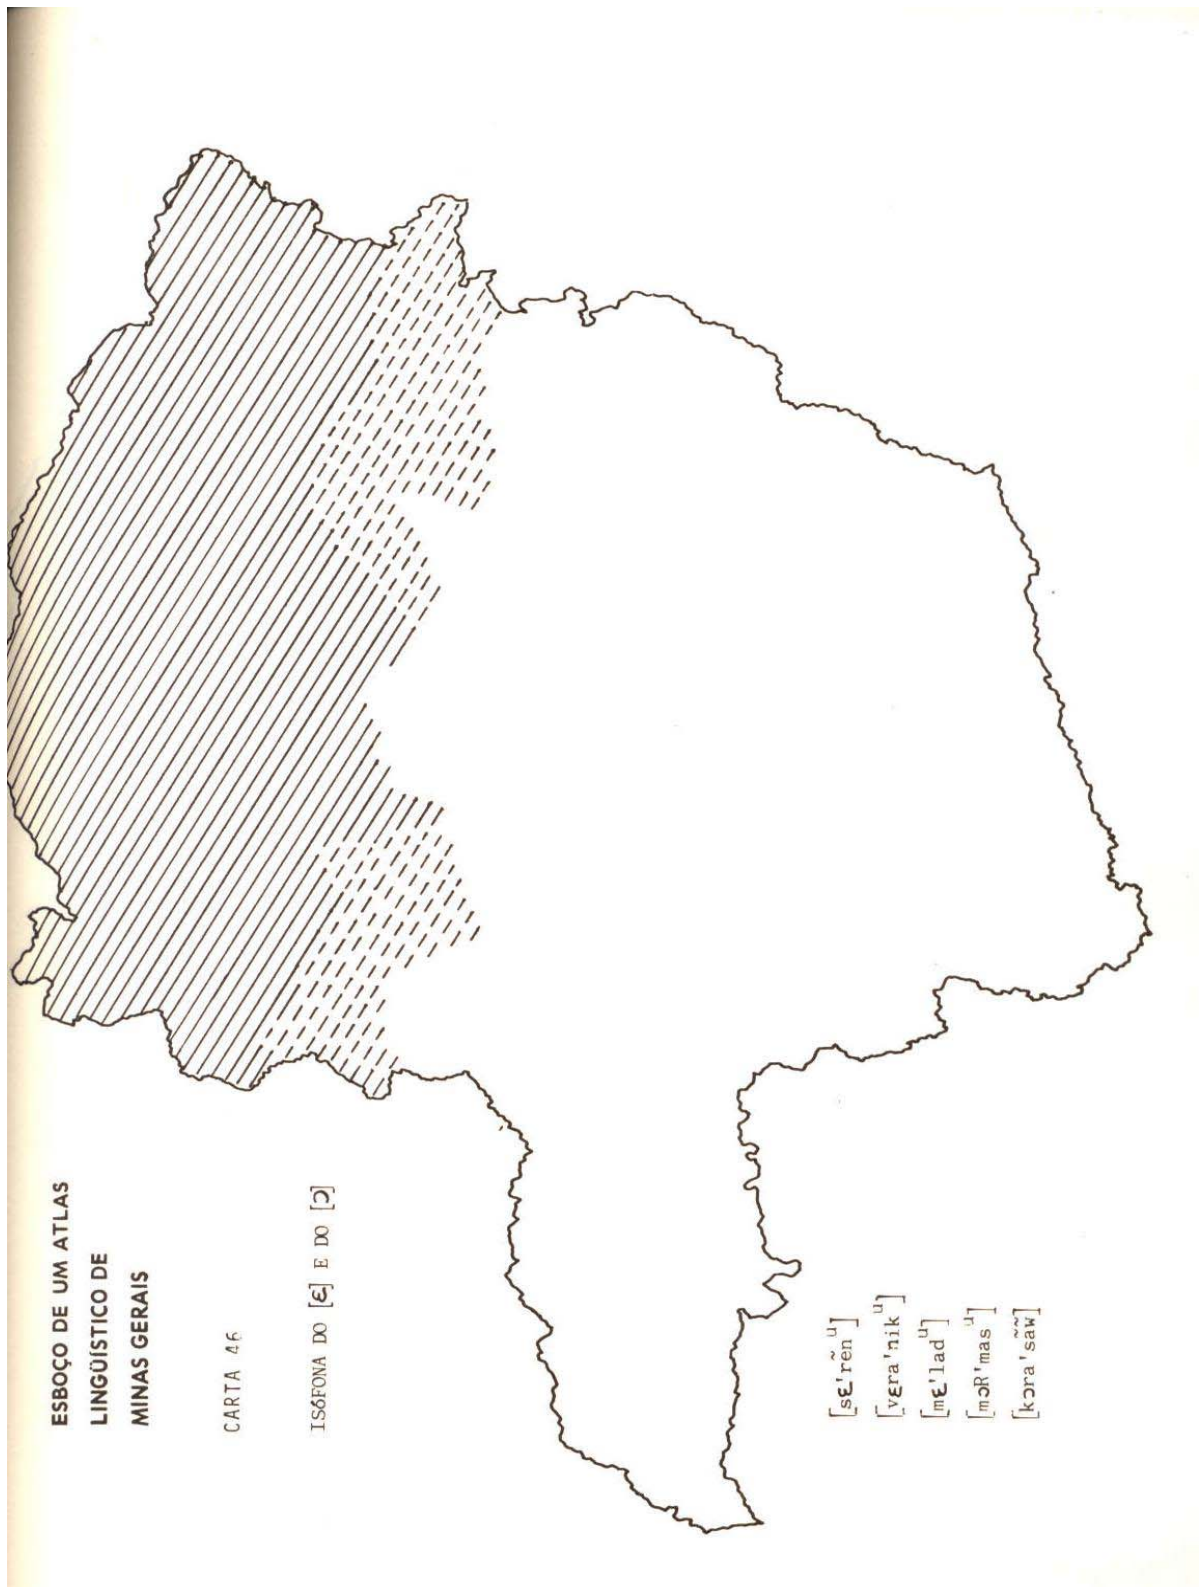 ESBOÇO DE UM ATLAS
LINGÜÍSTICO DE
MINAS GERAIS
CARTA 46
ISÓFONA DO [ɛ] E DO [ɔ]
[sɛ'rẽnᵘ]
[vɛra'nikᵘ]
[mɛ'ladᵘ]
[mɔR'masᵘ]
[kɔra'sãw̃]